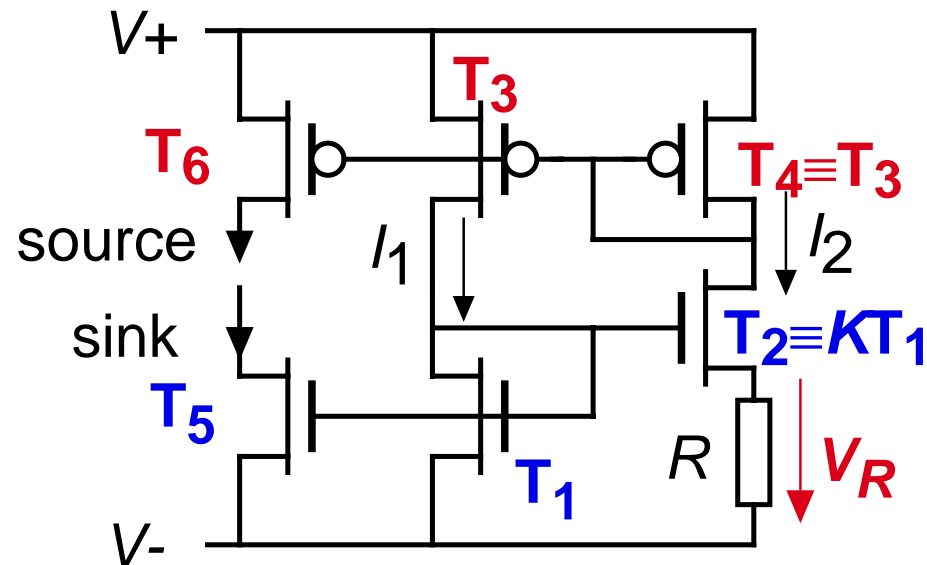 V+
T3
T6
T4≡T3
source
I1
I2
sink
T2≡KT1
T5
R
VR
T1
V-